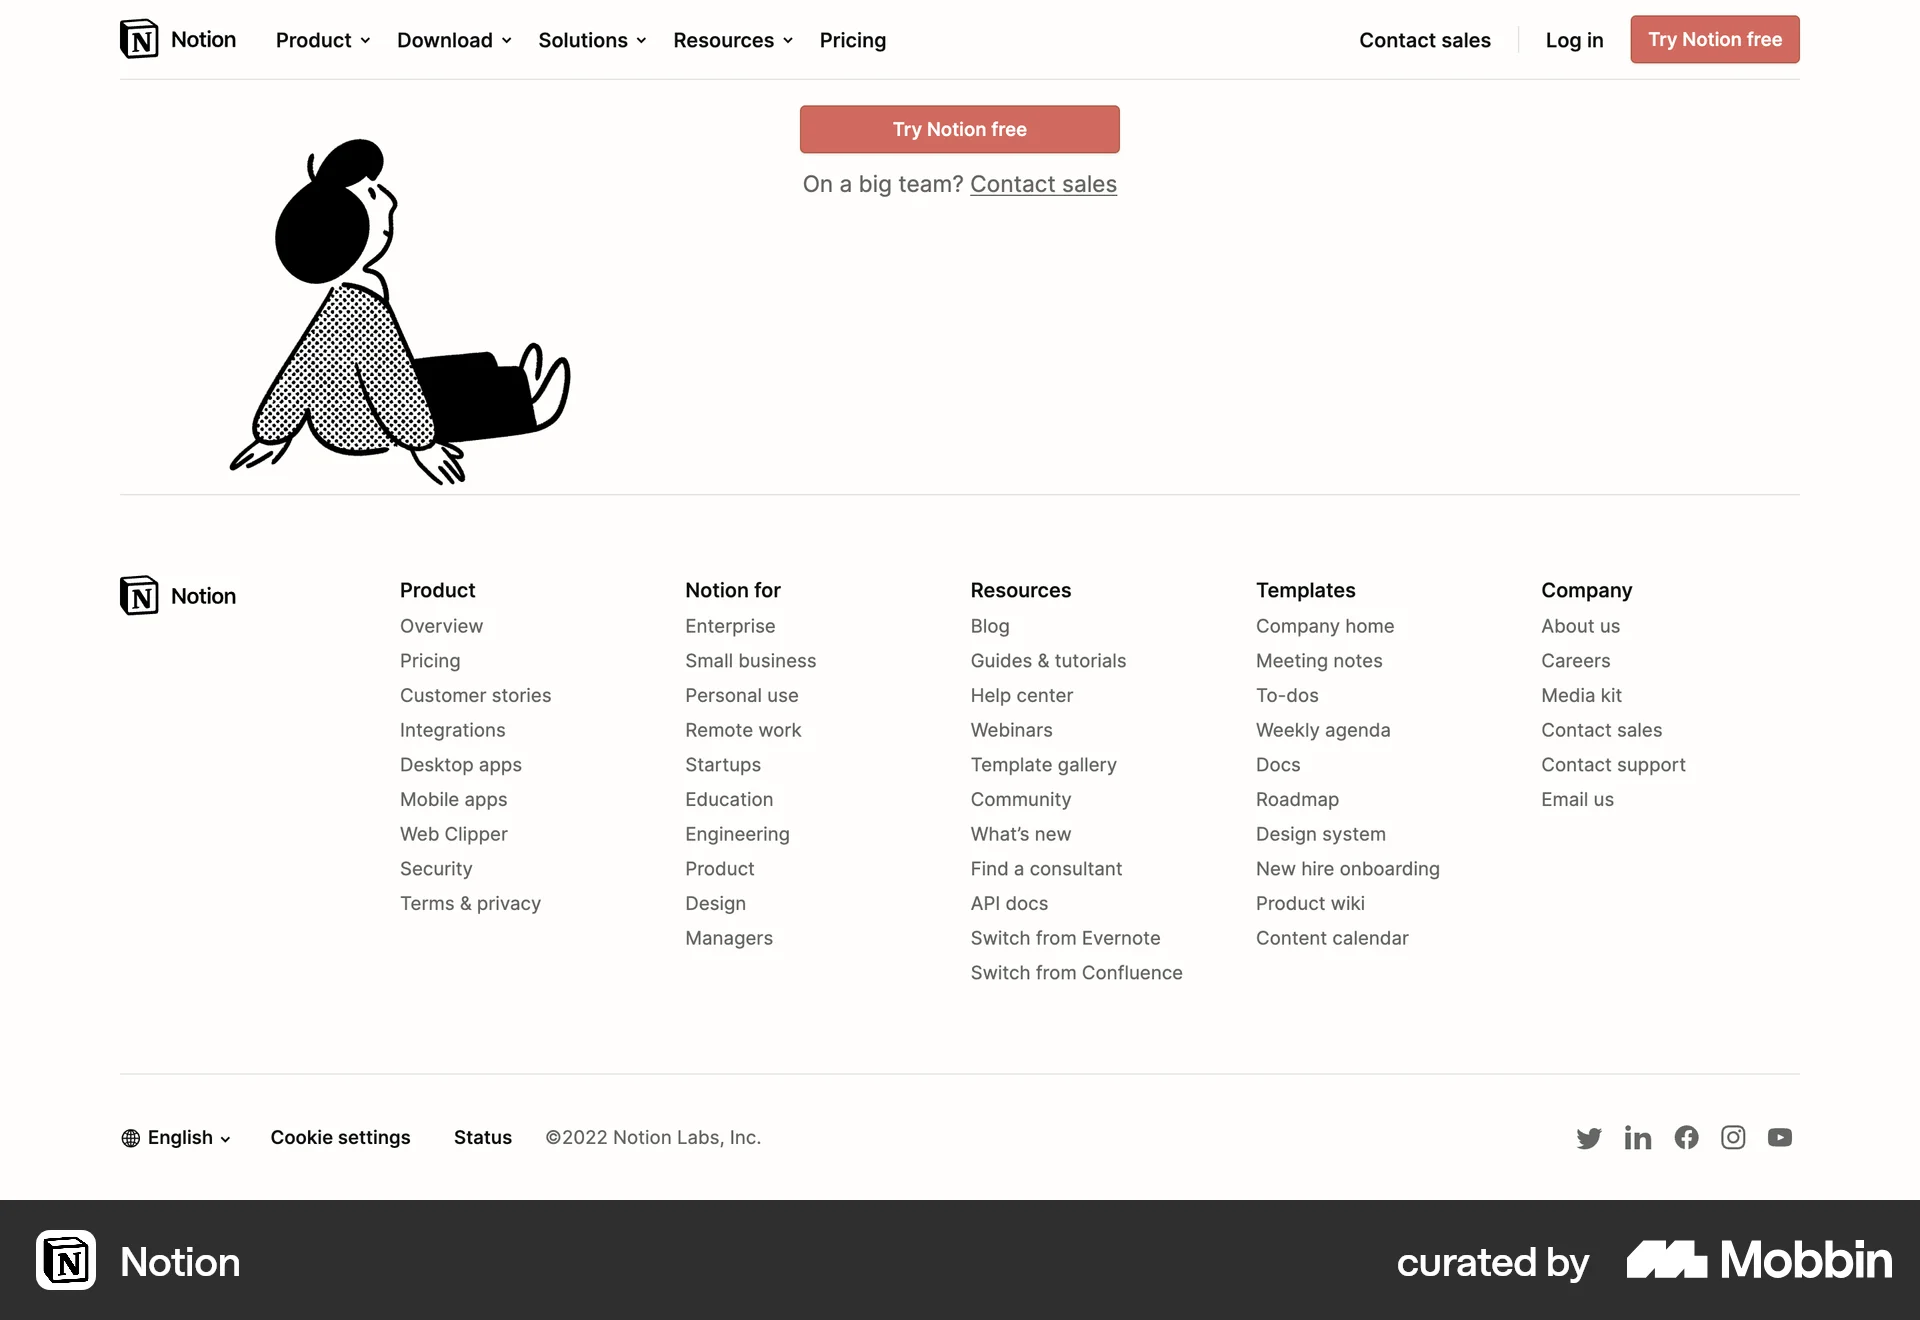 Notion Product Download Solutions Resources Pricing Contact sales Log in Try Notion free
Try Notion free
On a big team? Contact sales
Notion
Product
Overview
Pricing
Customer stories
Integrations
Desktop apps
Mobile apps
Web Clipper
Security
Terms & privacy
Notion for
Enterprise
Small business
Personal use
Remote work
Startups
Education
Engineering
Product
Design
Managers
Resources
Blog
Guides & tutorials
Help center
Webinars
Template gallery
Community
What’s new
Find a consultant
API docs
Switch from Evernote
Switch from Confluence
Templates
Company home
Meeting notes
To-dos
Weekly agenda
Docs
Roadmap
Design system
New hire onboarding
Product wiki
Content calendar
Company
About us
Careers
Media kit
Contact sales
Contact support
Email us
English Cookie settings Status ©2022 Notion Labs, Inc.
Notion curated by Mobbin